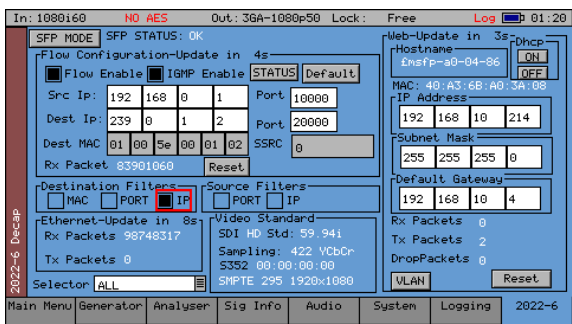 In: 1080i60 NO AES Out: 3GA-1080p50 Lock: Free Log 01:20
SFP MODE SFP STATUS: OK
Flow Configuration-Update in 4s
Flow Enable IGMP Enable STATUS Default
Src Ip: 192 168 0 1 Port 10000
Dest Ip: 239 0 1 2 Port 20000
Dest MAC 01 00 5e 00 01 02 SSRC 0
Rx Packet 83901060 Reset
Destination Filters
MAC PORT IP
Source Filters
PORT IP
Ethernet-Update in 8s
Rx Packets 98748317
Tx Packets 0
Selector ALL
Video Standard
SDI HD Std: 59.94i
Sampling: 422 YCbCr
S352 00:00:00:00
SMPTE 295 1920x1080
Web-Update in 3s
Hostname
£msfp-a0-04-86
Dhcp
ON
OFF
MAC: 40:A3:6B:A0:3A:08
IP Address
192 168 10 214
Subnet Mask
255 255 255 0
Default Gateway
192 168 10 4
Rx Packets 0
Tx Packets 2
DropPackets 0
VLAN Reset
2022-6 Decap
Main Menu Generator Analyser Sig Info Audio System Logging 2022-6